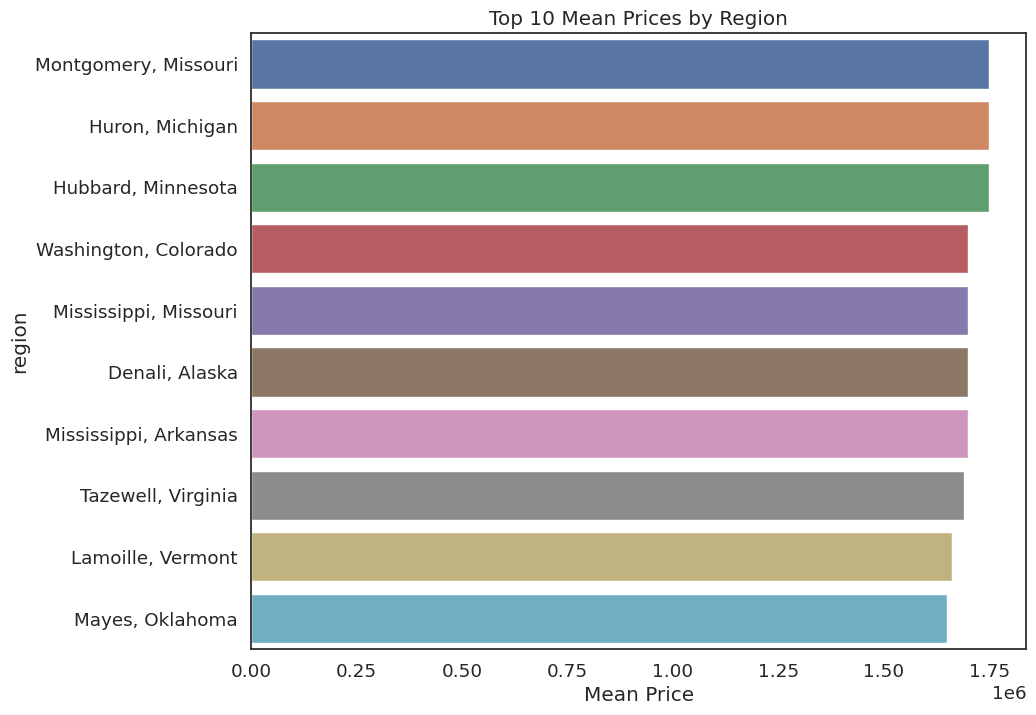 Top 10 Mean Prices by Region
region
Montgomery, Missouri
Huron, Michigan
Hubbard, Minnesota
Washington, Colorado
Mississippi, Missouri
Denali, Alaska
Mississippi, Arkansas
Tazewell, Virginia
Lamoille, Vermont
Mayes, Oklahoma
0.00 0.25 0.50 0.75 1.00 1.25 1.50 1.75
1e6
Mean Price